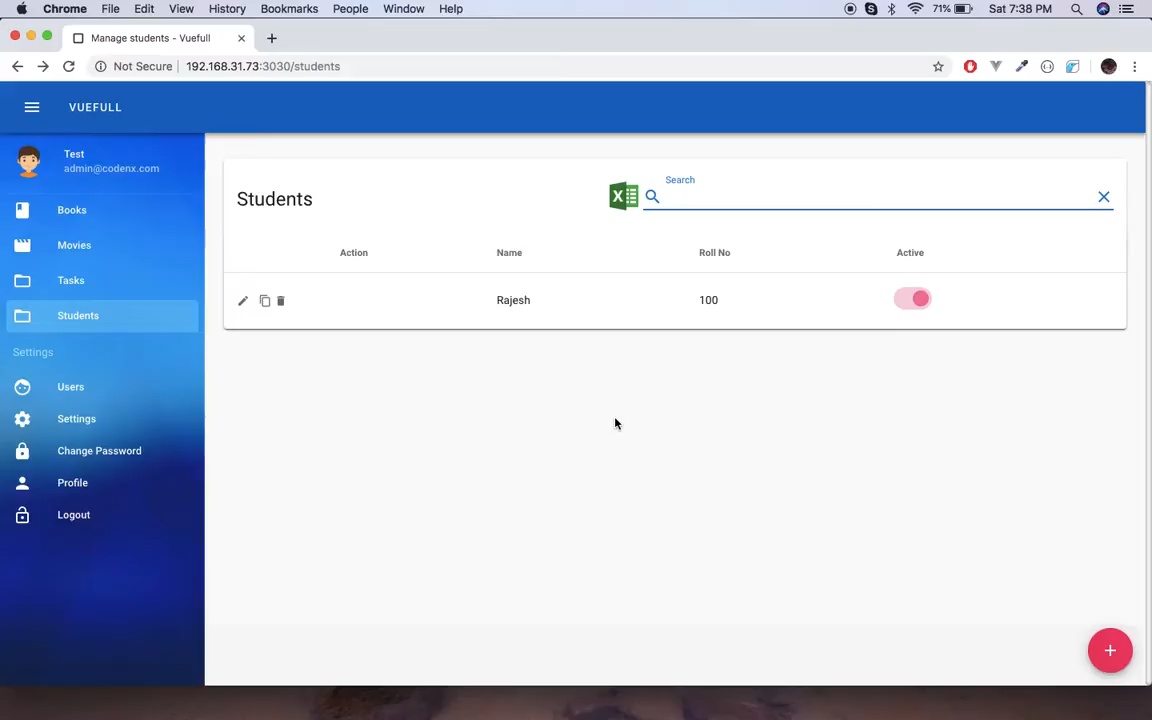 Chrome File Edit View History Bookmarks People Window Help 71% Sat 7:38 PM
Manage students - Vuefull
Not Secure 192.168.31.73:3030/students
VUEFULL
Test
admin@codenx.com
Books
Movies
Tasks
Students
Settings
Users
Settings
Change Password
Profile
Logout
Students
Search
Action Name Roll No Active
Rajesh 100